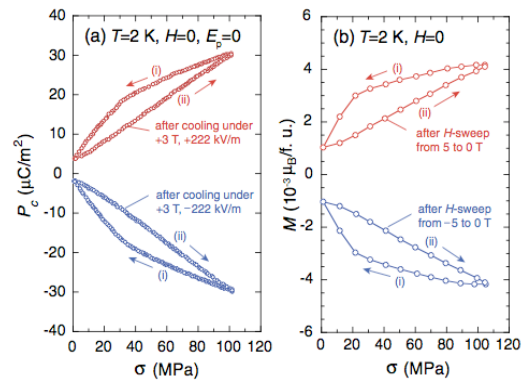 (a) T=2 K, H=0, Ep=0
40
30
20
10
0
-10
-20
-30
-40
Pc (μC/m²)
(i)
(ii)
after cooling under
+3 T, +222 kV/m
after cooling under
+3 T, −222 kV/m
(ii)
(i)
0 20 40 60 80 100 120
σ (MPa)
(b) T=2 K, H=0
6
4
2
0
-2
-4
-6
M (10⁻³ μB/f. u.)
(i)
(ii)
after H-sweep
from 5 to 0 T
after H-sweep
from −5 to 0 T
(ii)
(i)
0 20 40 60 80 100 120
σ (MPa)